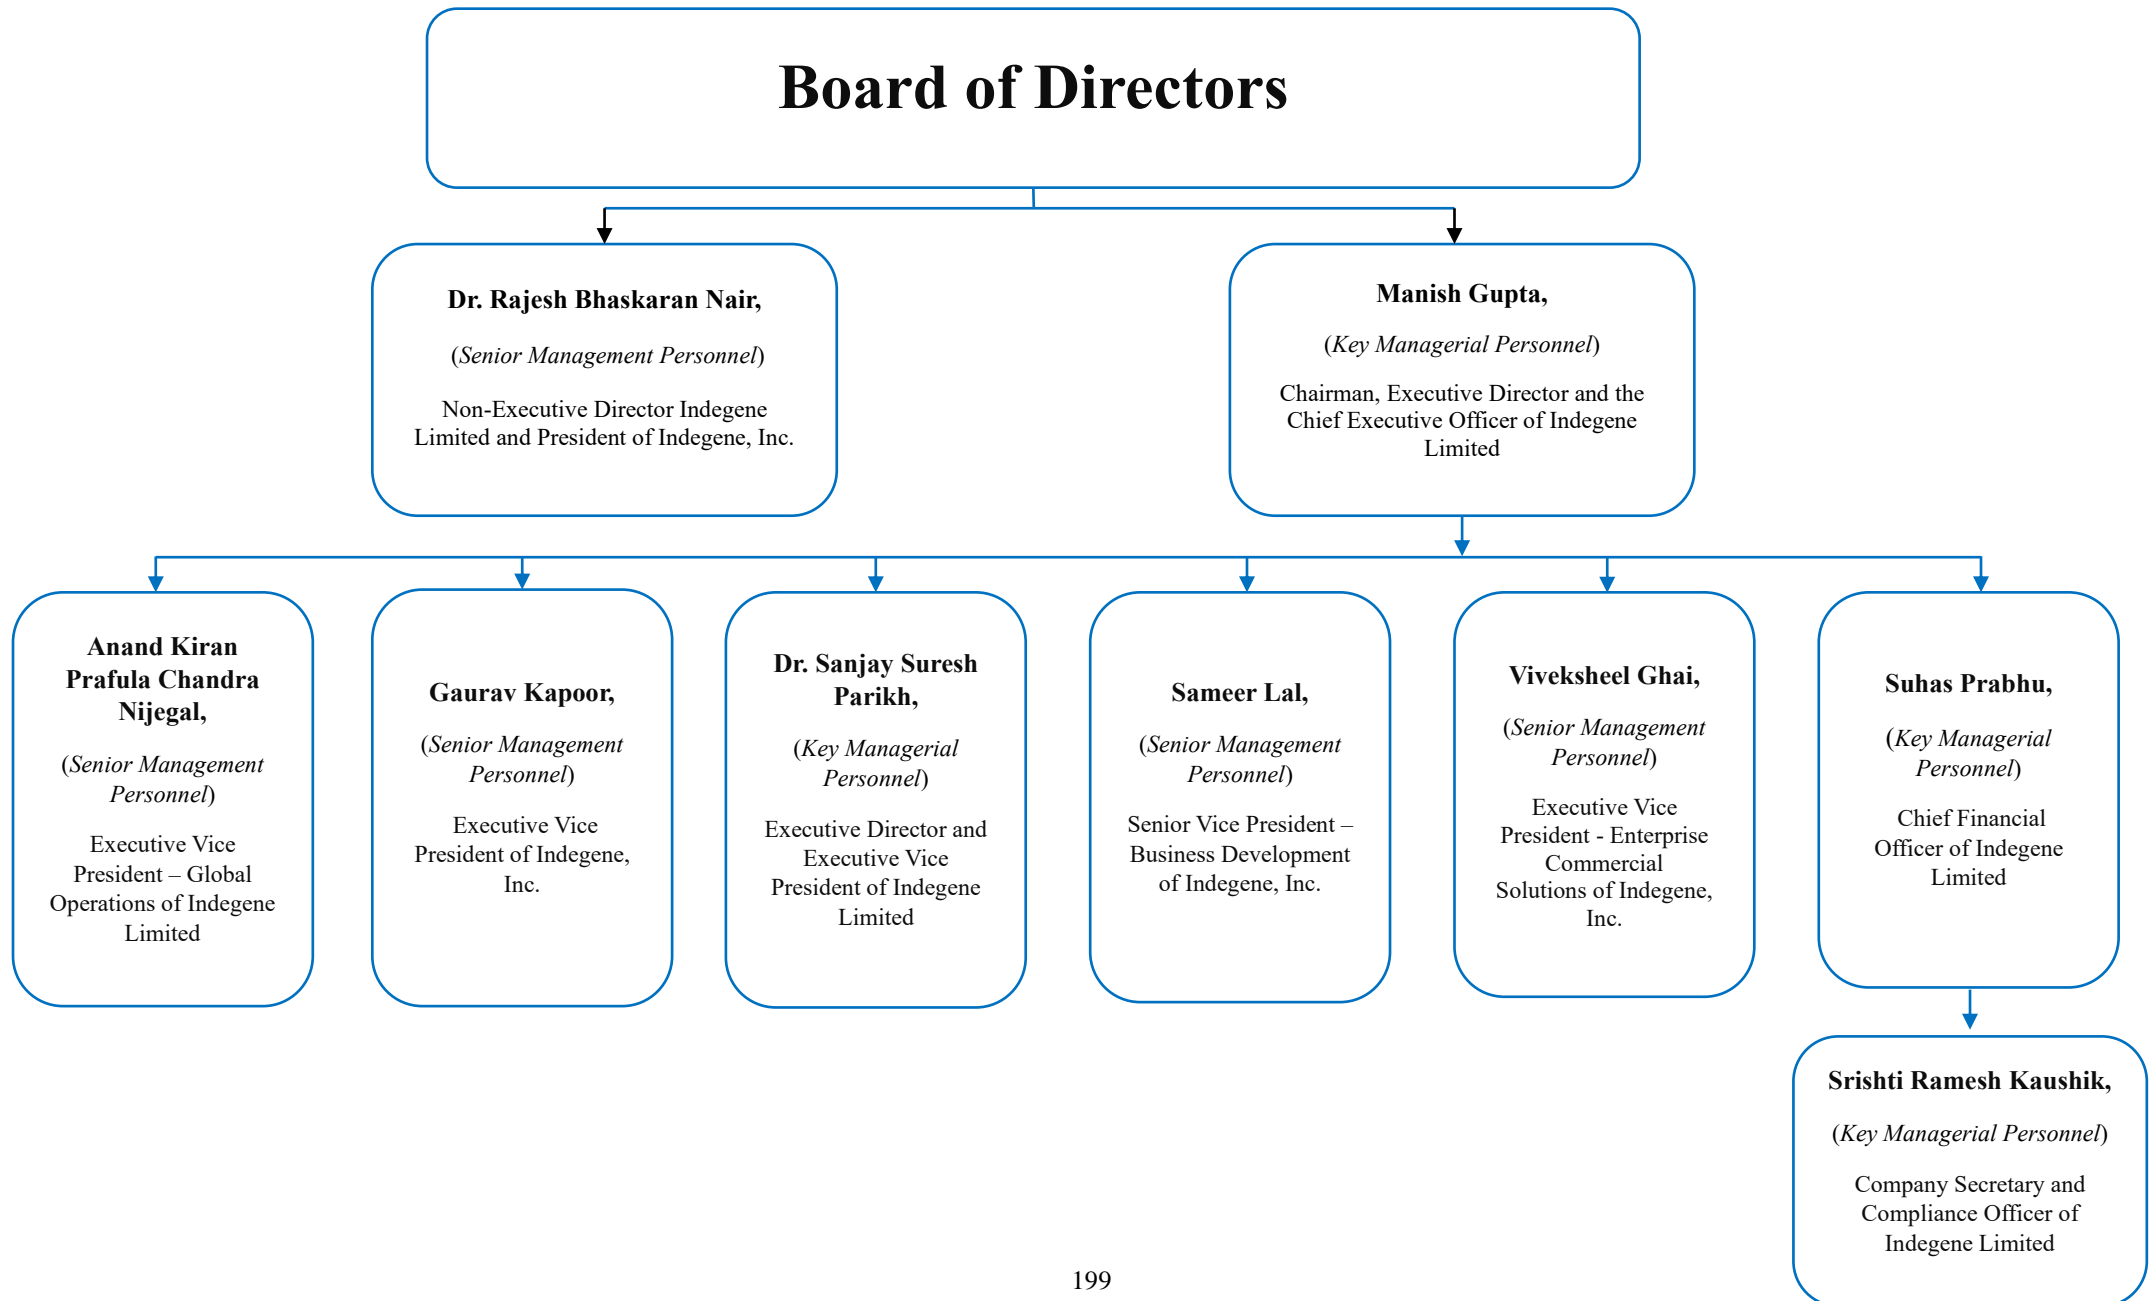 Board of Directors
Dr. Rajesh Bhaskaran Nair,
(Senior Management Personnel)
Non-Executive Director Indegene
Limited and President of Indegene, Inc.
Manish Gupta,
(Key Managerial Personnel)
Chairman, Executive Director and the
Chief Executive Officer of Indegene
Limited
Anand Kiran
Prafula Chandra
Nijegal,
(Senior Management
Personnel)
Executive Vice
President – Global
Operations of Indegene
Limited
Gaurav Kapoor,
(Senior Management
Personnel)
Executive Vice
President of Indegene,
Inc.
Dr. Sanjay Suresh
Parikh,
(Key Managerial
Personnel)
Executive Director and
Executive Vice
President of Indegene
Limited
Sameer Lal,
(Senior Management
Personnel)
Senior Vice President –
Business Development
of Indegene, Inc.
Viveksheel Ghai,
(Senior Management
Personnel)
Executive Vice
President - Enterprise
Commercial
Solutions of Indegene,
Inc.
Suhas Prabhu,
(Key Managerial
Personnel)
Chief Financial
Officer of Indegene
Limited
Srishti Ramesh Kaushik,
(Key Managerial Personnel)
Company Secretary and
Compliance Officer of
Indegene Limited
199